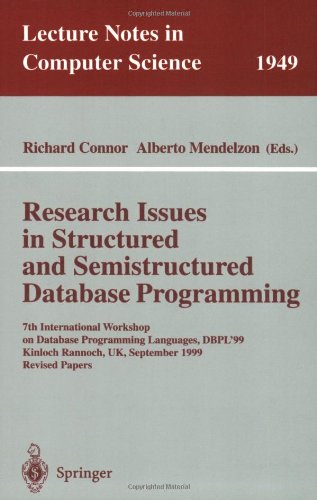 Lecture Notes in
Computer Science 1949
Richard Connor Alberto Mendelzon (Eds.)
Research Issues
in Structured
and Semistructured
Database Programming
7th International Workshop
on Database Programming Languages, DBPL'99
Kinloch Rannoch, UK, September 1999
Revised Papers
Springer